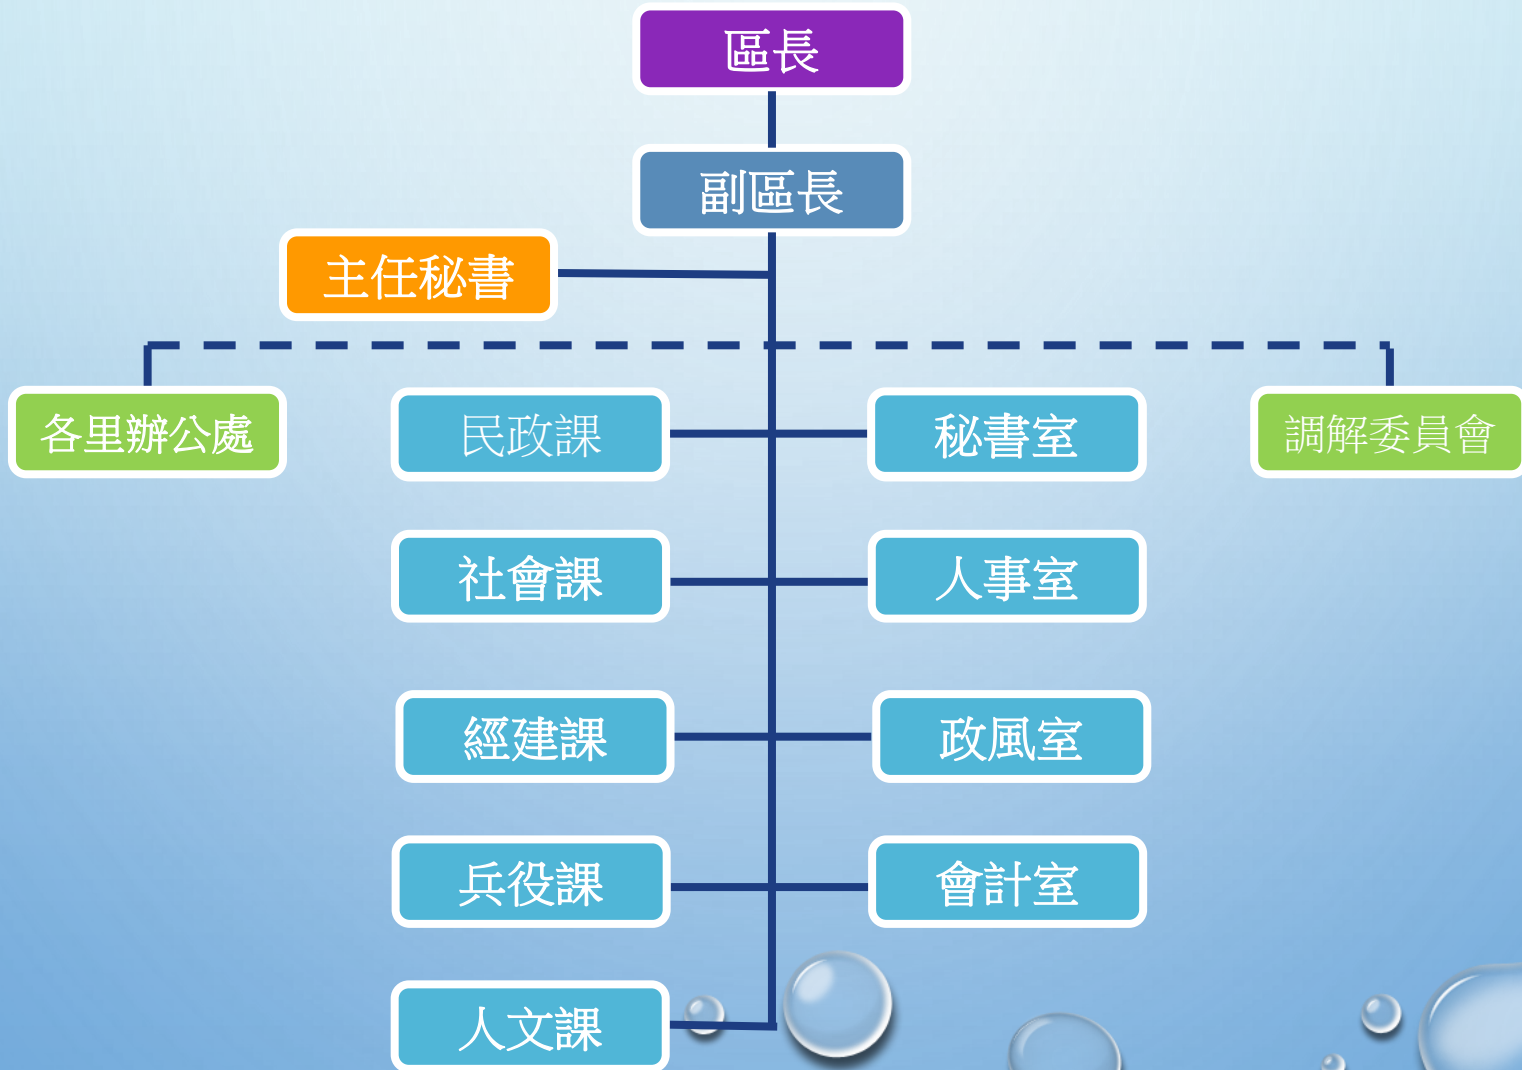 區長
副區長
主任秘書
各里辦公處
民政課
秘書室
調解委員會
社會課
人事室
經建課
政風室
兵役課
會計室
人文課